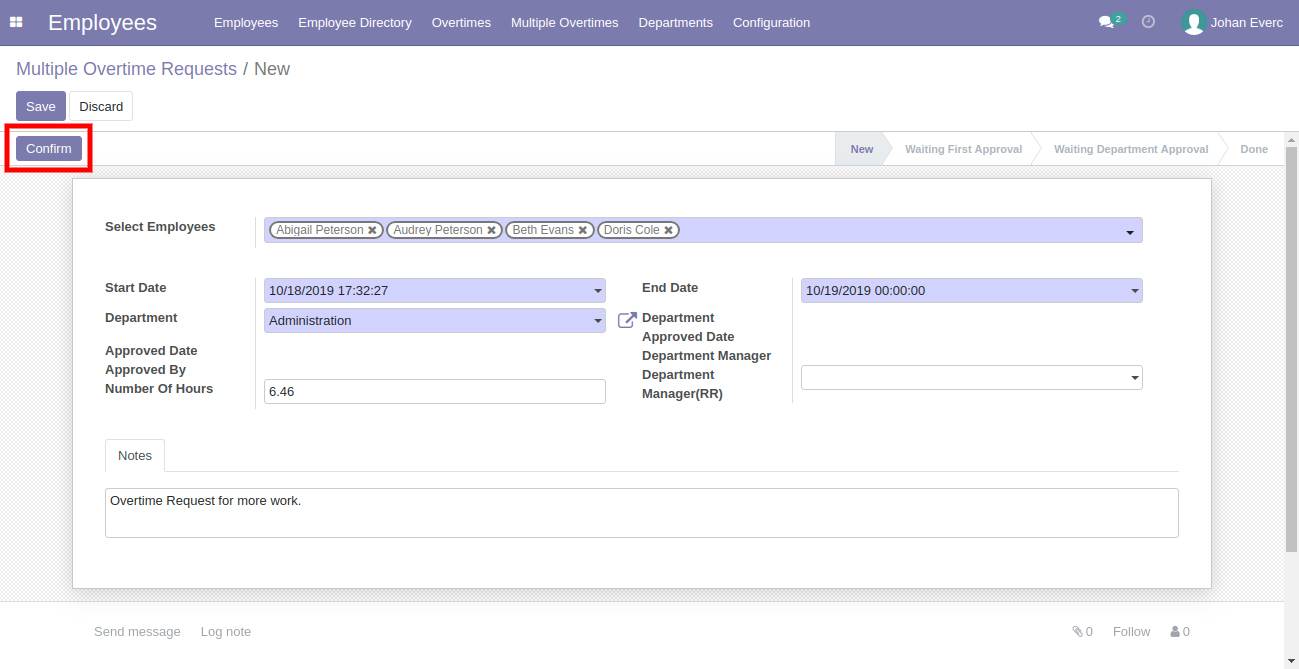 Employees Employees Employee Directory Overtimes Multiple Overtimes Departments Configuration 2 Johan Everc
Multiple Overtime Requests / New
Save Discard
Confirm New Waiting First Approval Waiting Department Approval Done
Select Employees Abigail Peterson ✖ Audrey Peterson ✖ Beth Evans ✖ Doris Cole ✖
Start Date 10/18/2019 17:32:27 End Date 10/19/2019 00:00:00
Department Administration Department
Approved Date
Approved Date
Department Manager
Approved By
Department
Manager(RR)
Number Of Hours 6.46
Notes
Overtime Request for more work.
Send message Log note 0 Follow 0